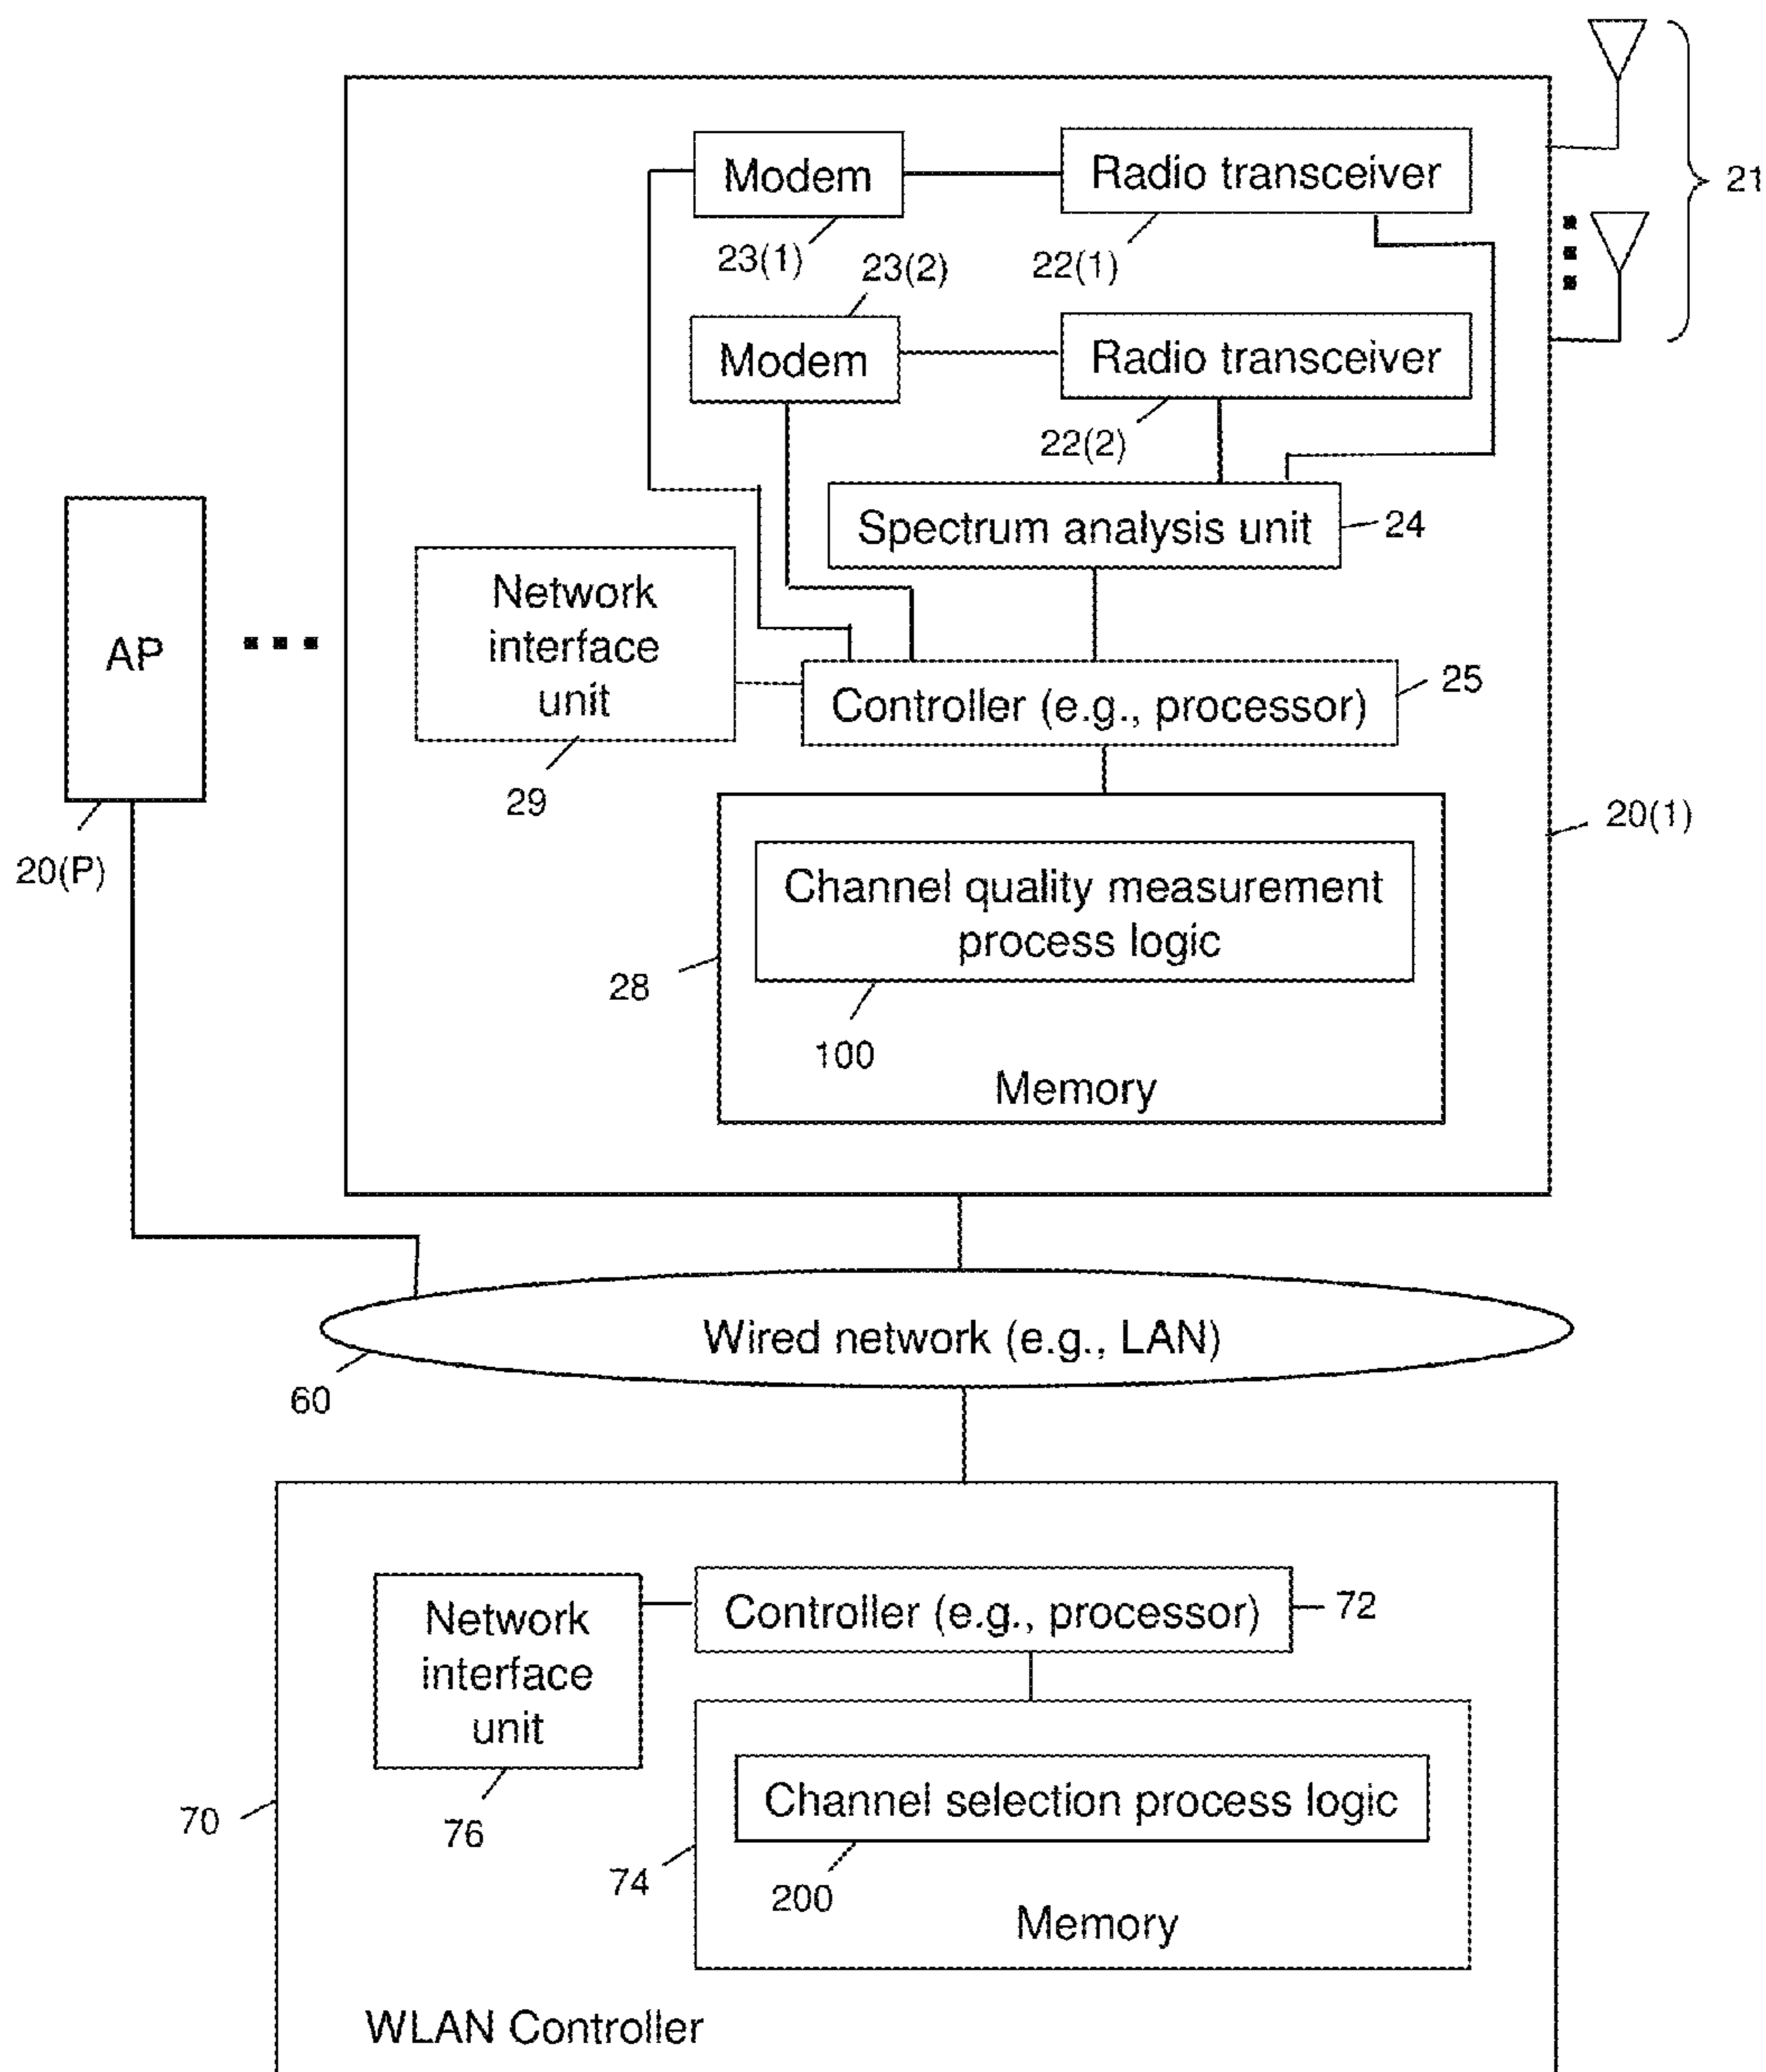 21
Modem
Radio transceiver
23(1)
23(2)
22(1)
Modem
Radio transceiver
22(2)
Spectrum analysis unit
24
AP
Network
interface
unit
Controller (e.g., processor)
25
29
20(P)
20(1)
Channel quality measurement
process logic
28
100
Memory
Wired network (e.g., LAN)
60
Network
interface
unit
Controller (e.g., processor)
72
70
76
Channel selection process logic
74
200
Memory
WLAN Controller